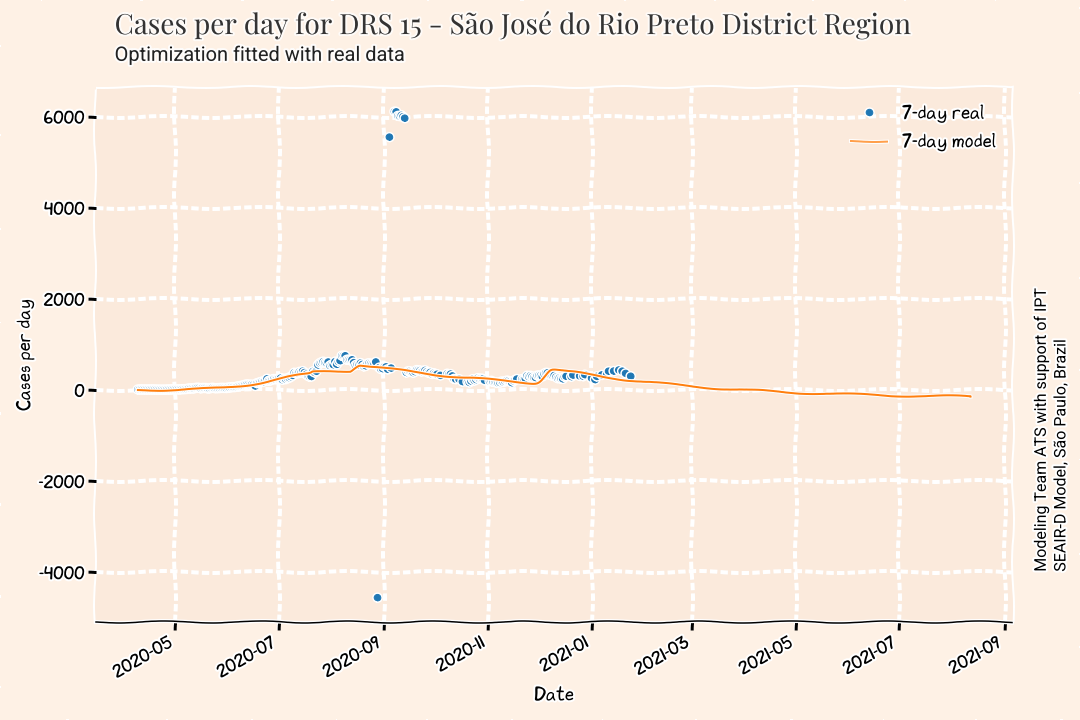 Cases per day for DRS 15 - São José do Rio Preto District Region
Optimization fitted with real data
7-day real
7-day model
6000
4000
2000
0
-2000
-4000
Cases per day
2020-05
2020-07
2020-09
2020-11
2021-01
2021-03
2021-05
2021-07
2021-09
Date
Modeling Team ATS with support of IPT
SEAIR-D Model, São Paulo, Brazil